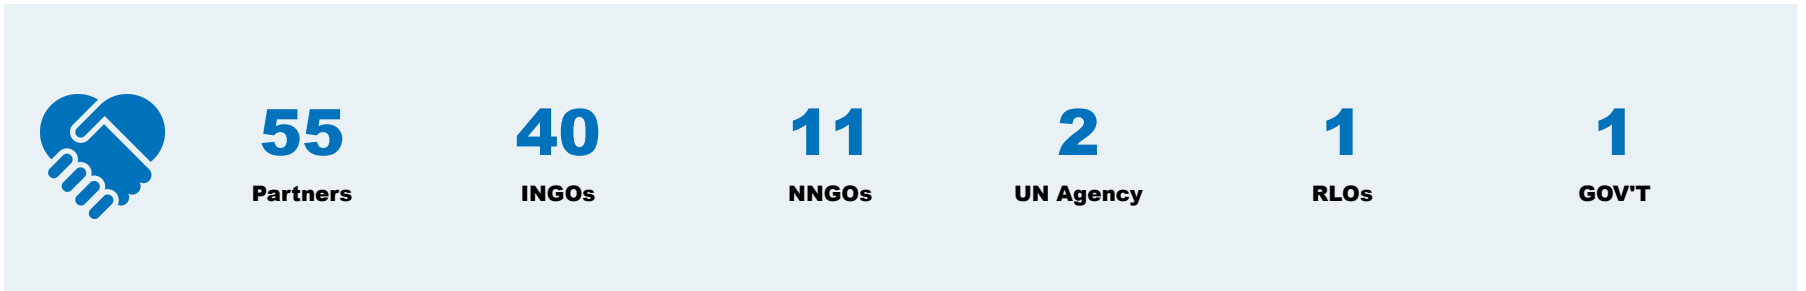 55 40 11 2 1 1
Partners INGOs NNGOs UN Agency RLOs GOV'T